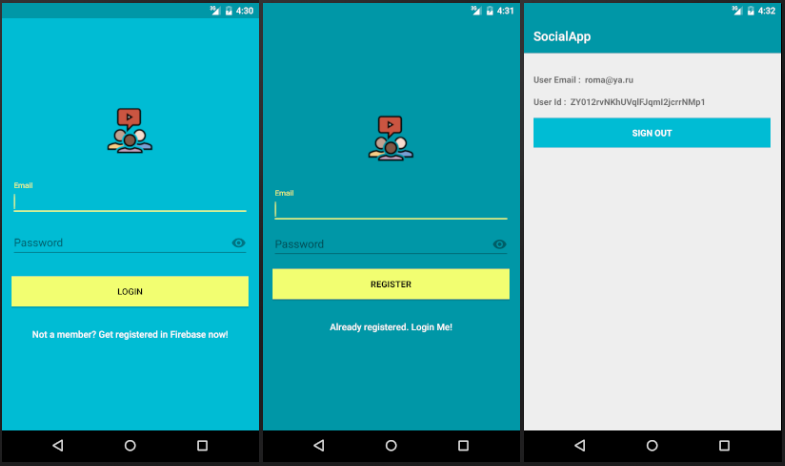 4:30
Email
Password
LOGIN
Not a member? Get registered in Firebase now!
4:31
Email
Password
REGISTER
Already registered. Login Me!
4:32
SocialApp
User Email : roma@ya.ru
User Id : ZY012rvNKhUVqlFJqmI2jcrrNMp1
SIGN OUT